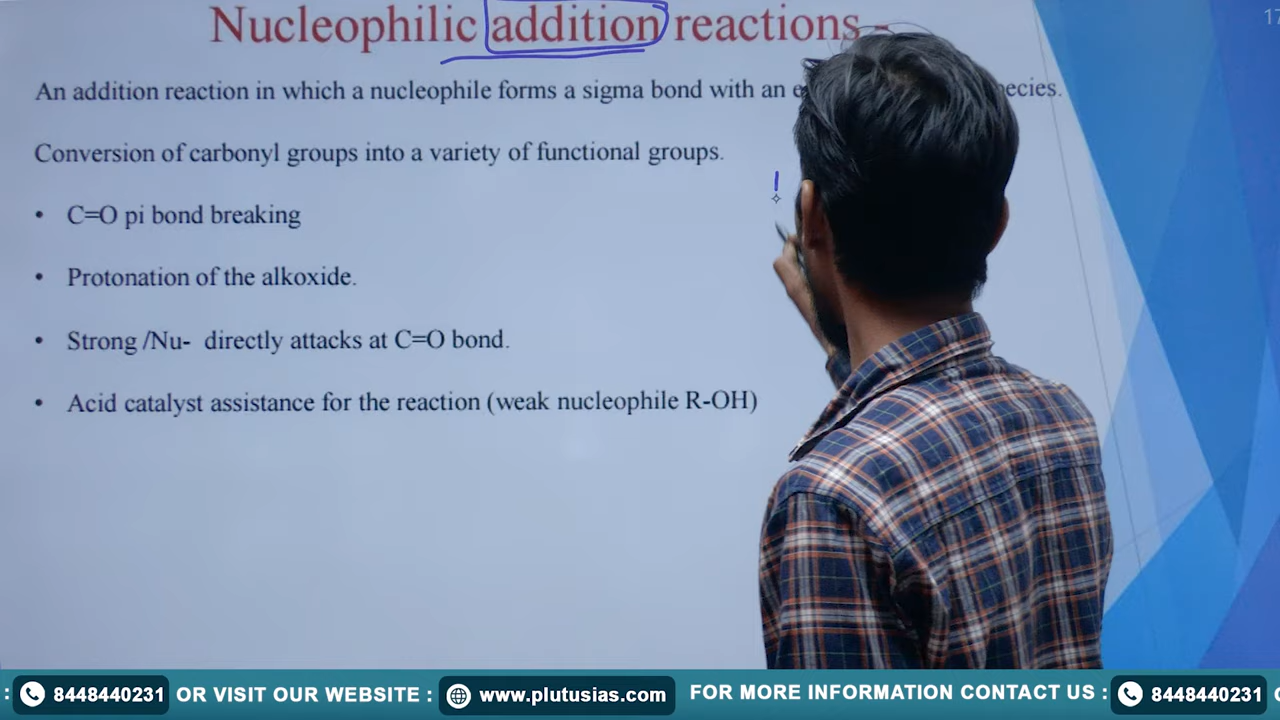 17
Nucleophilic addition reactions -
An addition reaction in which a nucleophile forms a sigma bond with an
Conversion of carbonyl groups into a variety of functional groups.
• C=O pi bond breaking
• Protonation of the alkoxide.
• Strong /Nu- directly attacks at C=O bond.
• Acid catalyst assistance for the reaction (weak nucleophile R-OH)
: 8448440231 OR VISIT OUR WEBSITE : www.plutusias.com FOR MORE INFORMATION CONTACT US : 8448440231